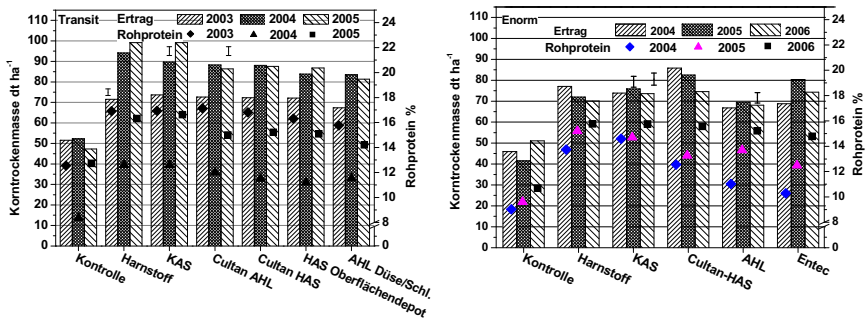 Transit
Ertrag 2003 2004 2005
Rohprotein 2003 2004 2005
Korntrockenmasse dt ha-1
110
100
90
80
70
60
50
40
30
20
10
0
24
22
20
18
16
14
12
10
8
0
Rohprotein %
Kontrolle
Harnstoff
KAS
Cultan AHL
Cultan HAS
HAS Oberflächendepot
AHL Düse/Schl.
Enorm
Ertrag 2004 2005 2006
Rohprotein 2004 2005 2006
Korntrockenmasse dt ha-1
110
100
90
80
70
60
50
40
30
20
10
0
24
22
20
18
16
14
12
10
8
0
Rohprotein %
Kontrolle
Harnstoff
KAS
Cultan-HAS
AHL
Entec